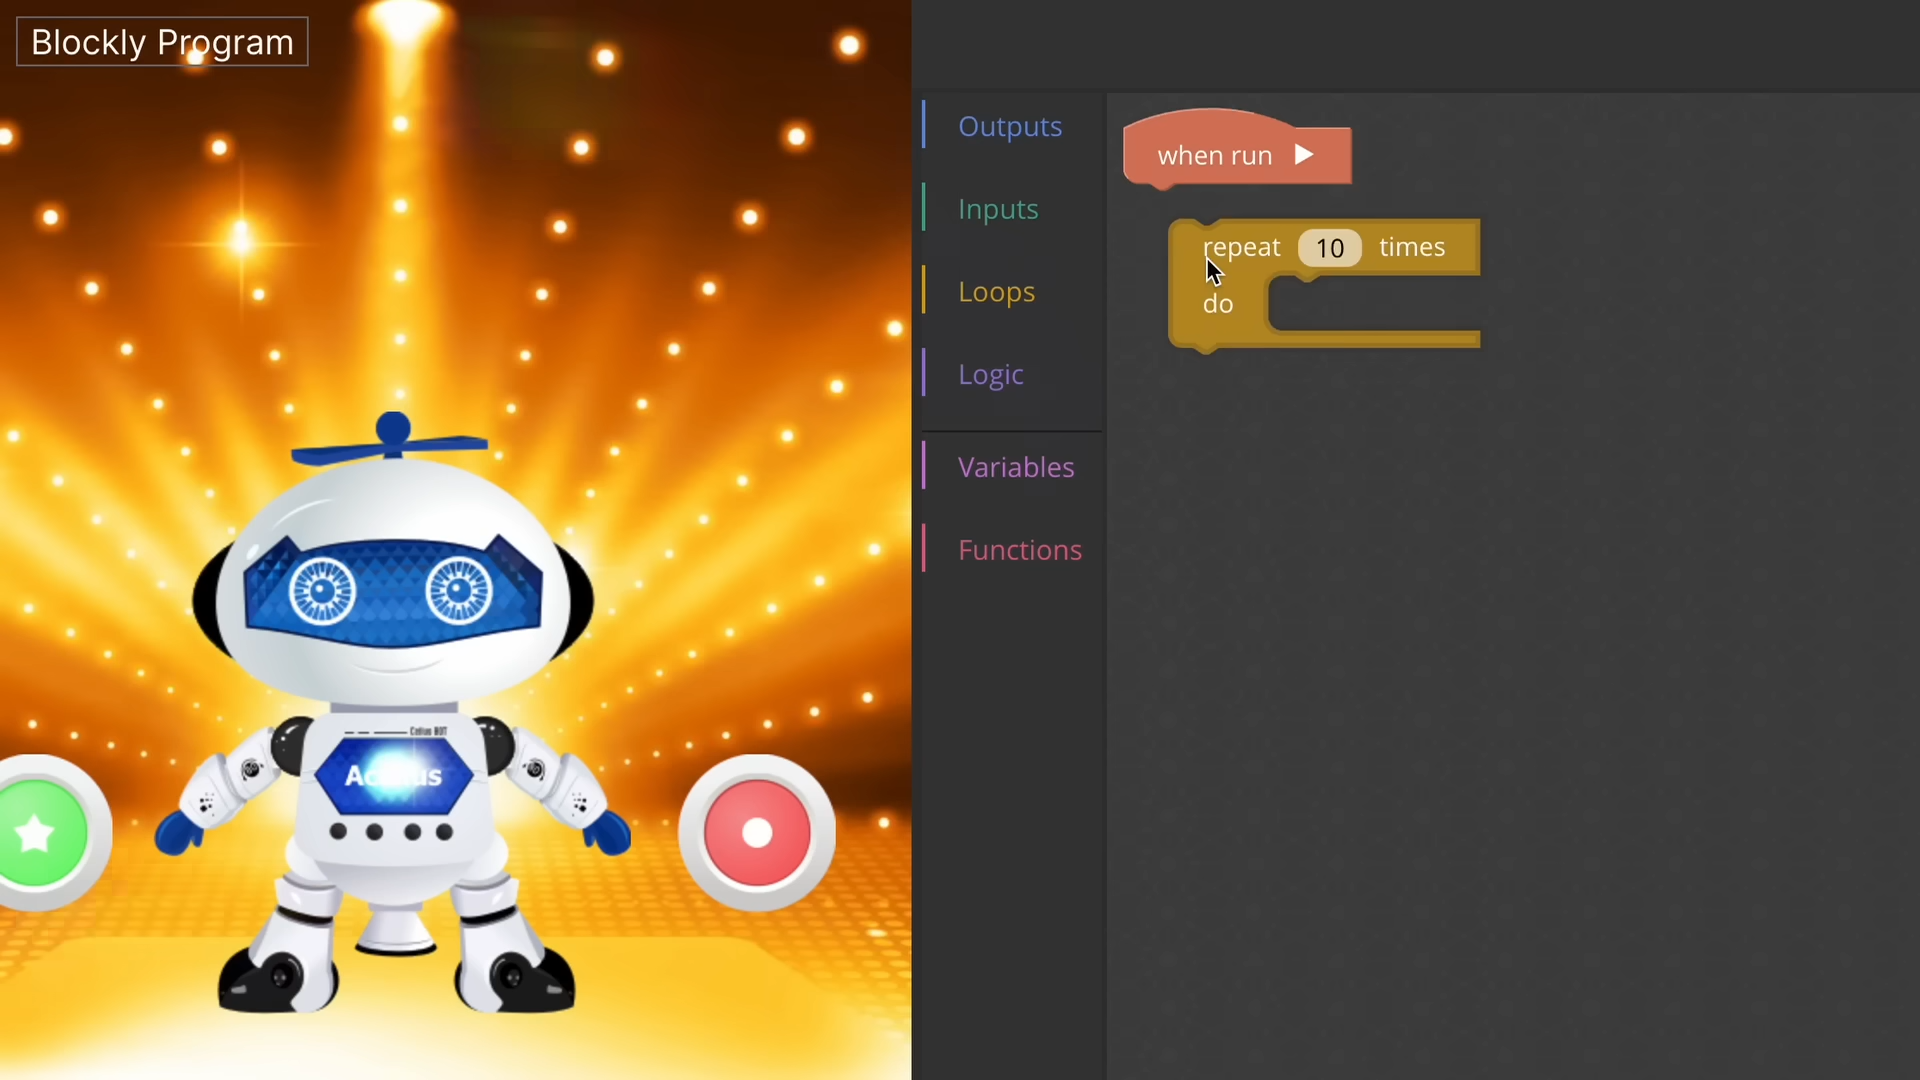 Blockly Program
Outputs
Inputs
Loops
Logic
Variables
Functions
when run
repeat 10 times
do